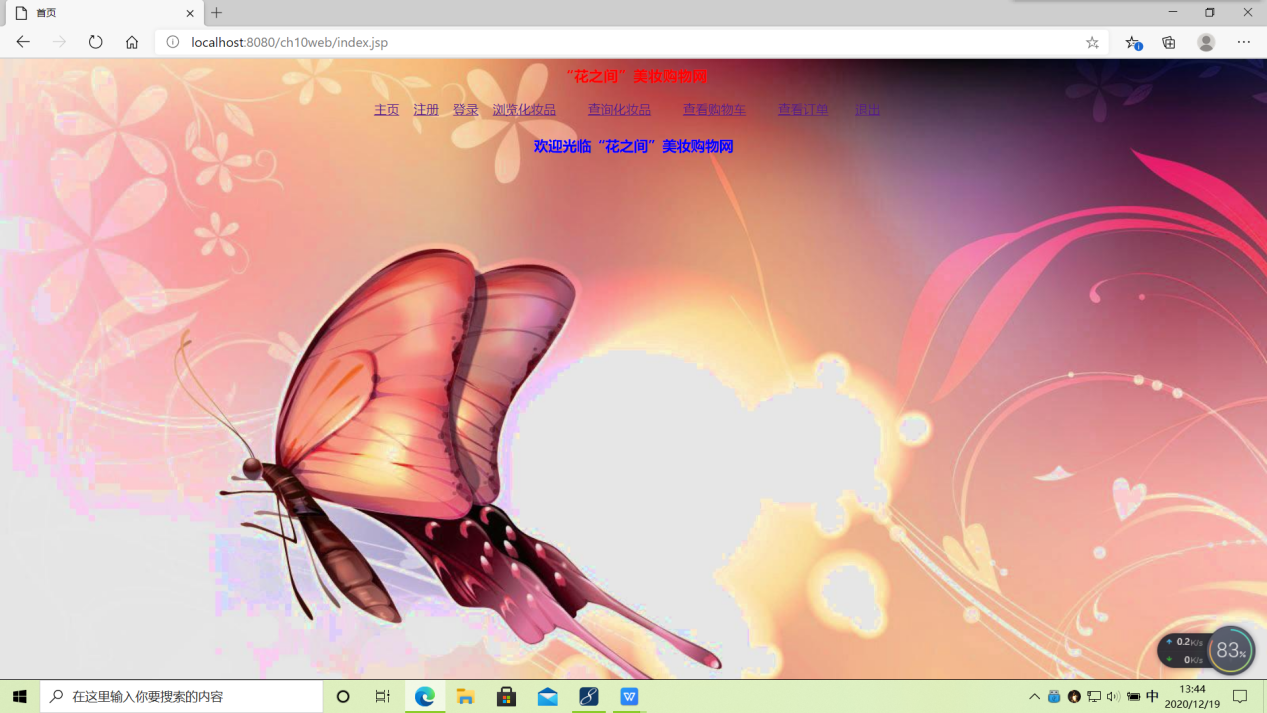 首页
localhost:8080/ch10web/index.jsp
“花之间”美妆购物网
主页 注册 登录 浏览化妆品 查询化妆品 查看购物车 查看订单 退出
欢迎光临“花之间”美妆购物网
0.2K/s
0K/s
83%
在这里输入你要搜索的内容
中
13:44
2020/12/19